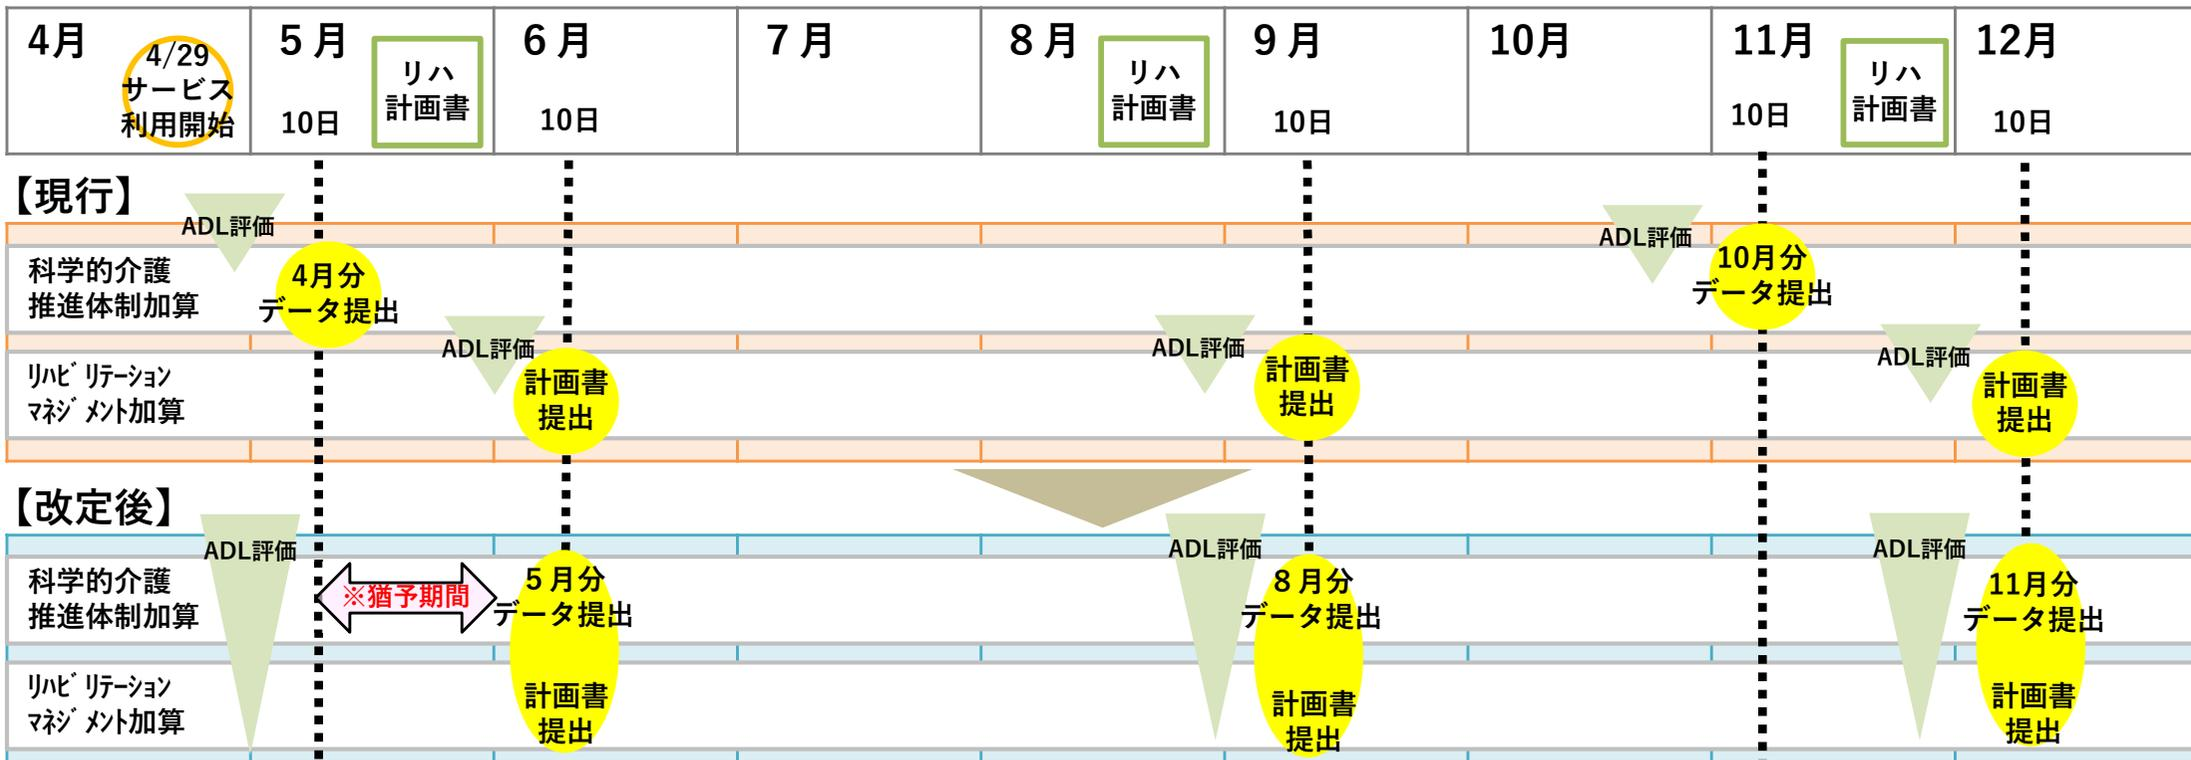 4月
4/29
サービス
利用開始
５月
10日
リハ
計画書
６月
10日
７月
８月
リハ
計画書
９月
10日
10月
11月
10日
リハ
計画書
12月
10日
【現行】
ADL評価
ADL評価
科学的介護
推進体制加算
4月分
データ提出
10月分
データ提出
ADL評価
ADL評価
ADL評価
ﾘﾊﾋﾞﾘﾃｰｼｮﾝ
ﾏﾈｼﾞﾒﾝﾄ加算
計画書
提出
計画書
提出
計画書
提出
【改定後】
ADL評価
ADL評価
ADL評価
科学的介護
推進体制加算
※猶予期間
５月分
データ提出
８月分
データ提出
11月分
データ提出
ﾘﾊﾋﾞﾘﾃｰｼｮﾝ
ﾏﾈｼﾞﾒﾝﾄ加算
計画書
提出
計画書
提出
計画書
提出